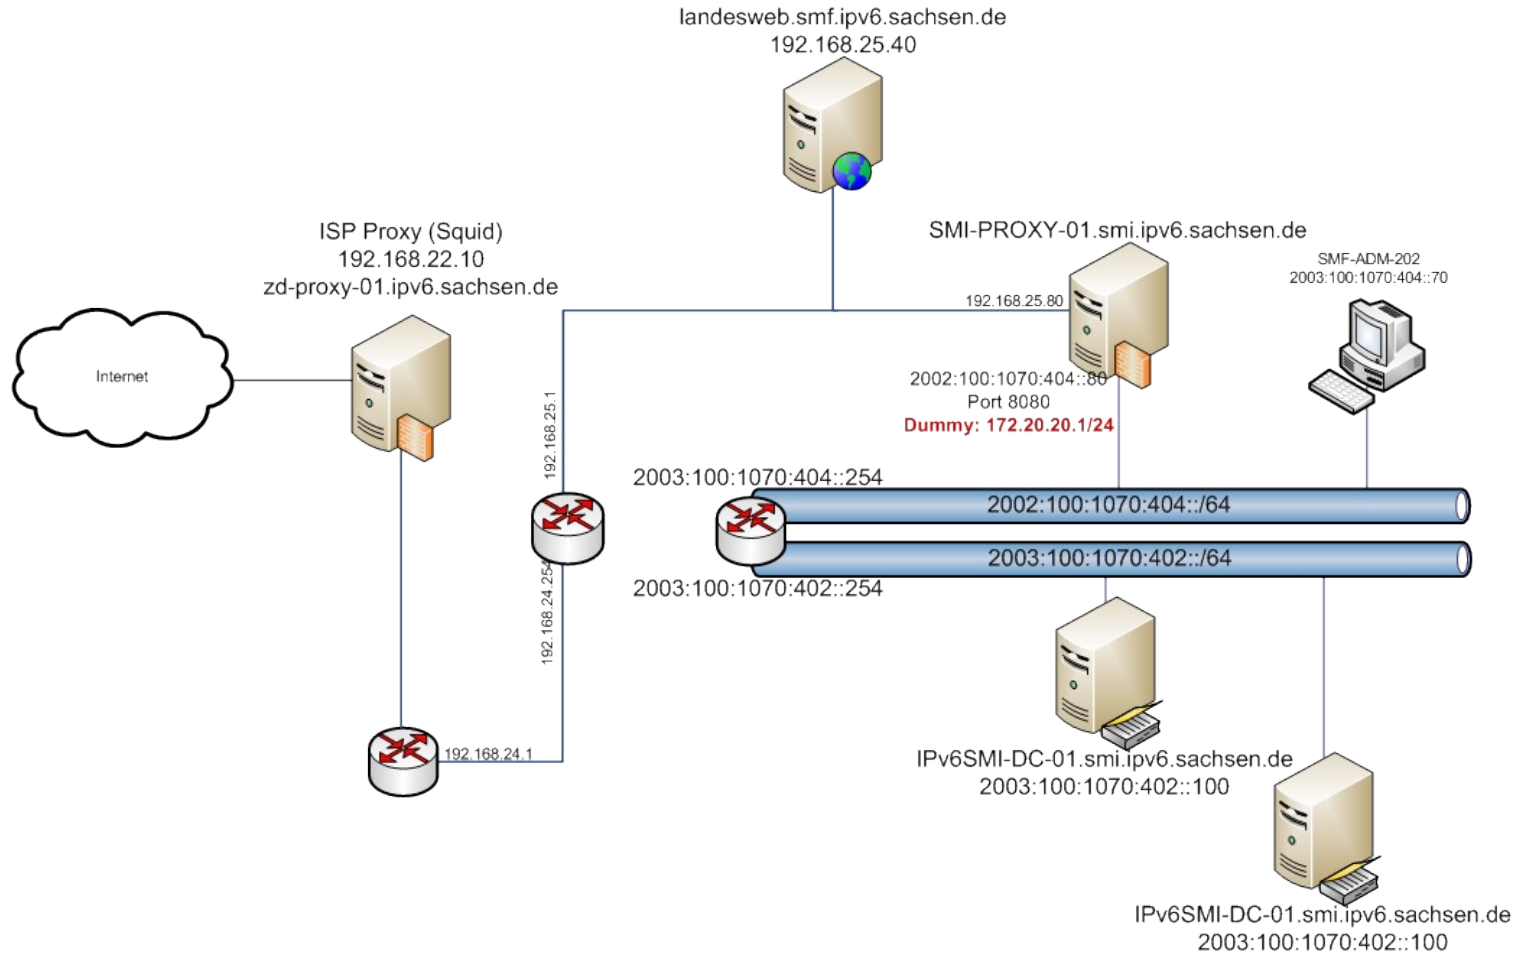 landesweb.smf.ipv6.sachsen.de
192.168.25.40
ISP Proxy (Squid)
192.168.22.10
zd-proxy-01.ipv6.sachsen.de
SMI-PROXY-01.smi.ipv6.sachsen.de
SMF-ADM-202
2003:100:1070:404::70
192.168.25.80
Internet
2002:100:1070:404::80
Port 8080
Dummy: 172.20.20.1/24
192.168.25.1
2003:100:1070:404::254
2002:100:1070:404::/64
2003:100:1070:402::/64
2003:100:1070:402::254
192.168.24.254
192.168.24.1
IPv6SMI-DC-01.smi.ipv6.sachsen.de
2003:100:1070:402::100
IPv6SMI-DC-01.smi.ipv6.sachsen.de
2003:100:1070:402::100